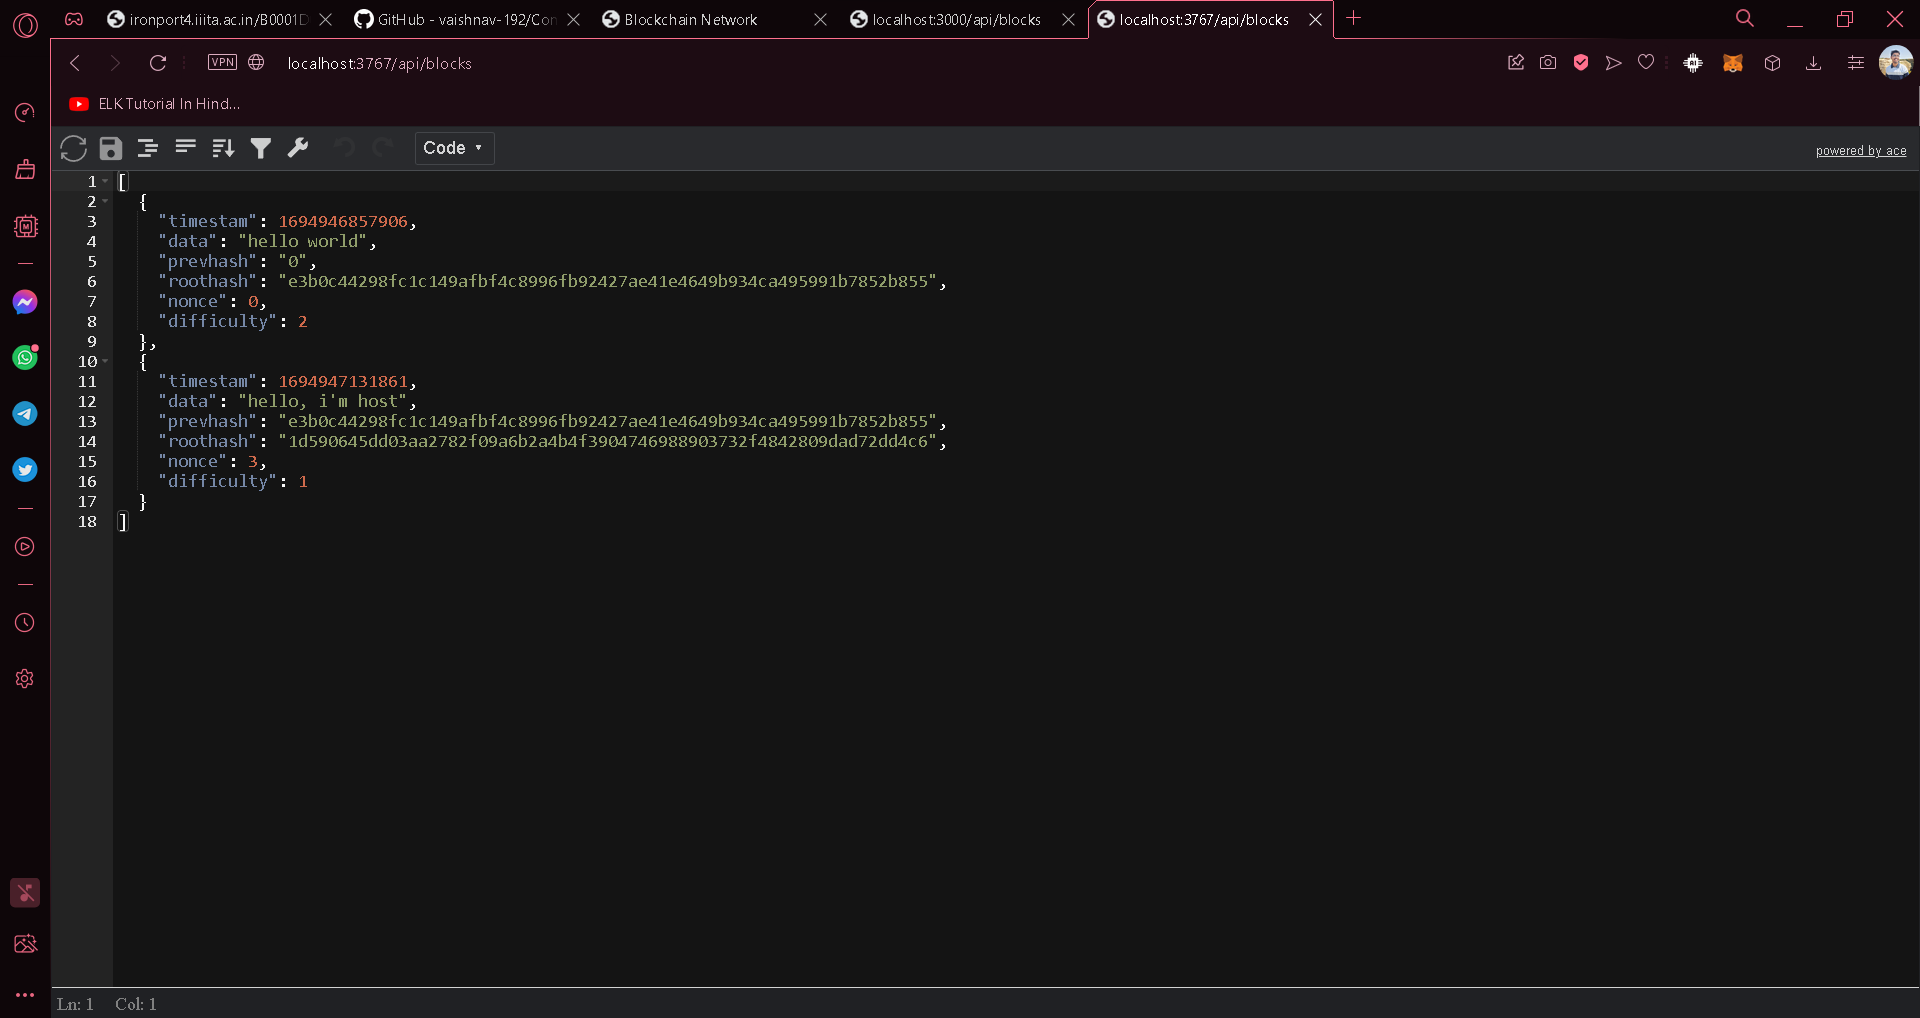 ironport4.iiita.ac.in/B0001D
GitHub - vaishnav-192/Con
Blockchain Network
localhost:3000/api/blocks
localhost:3767/api/blocks
VPN
localhost:3767/api/blocks
ELK Tutorial In Hind...
Code
powered by ace
1 [
2 {
3 "timestam": 1694946857906,
4 "data": "hello world",
5 "prevhash": "0",
6 "roothash": "e3b0c44298fc1c149afbf4c8996fb92427ae41e4649b934ca495991b7852b855",
7 "nonce": 0,
8 "difficulty": 2
9 },
10 {
11 "timestam": 1694947131861,
12 "data": "hello, i'm host",
13 "prevhash": "e3b0c44298fc1c149afbf4c8996fb92427ae41e4649b934ca495991b7852b855",
14 "roothash": "1d590645dd03aa2782f09a6b2a4b4f3904746988903732f4842809dad72dd4c6",
15 "nonce": 3,
16 "difficulty": 1
17 }
18 ]
Ln: 1 Col: 1